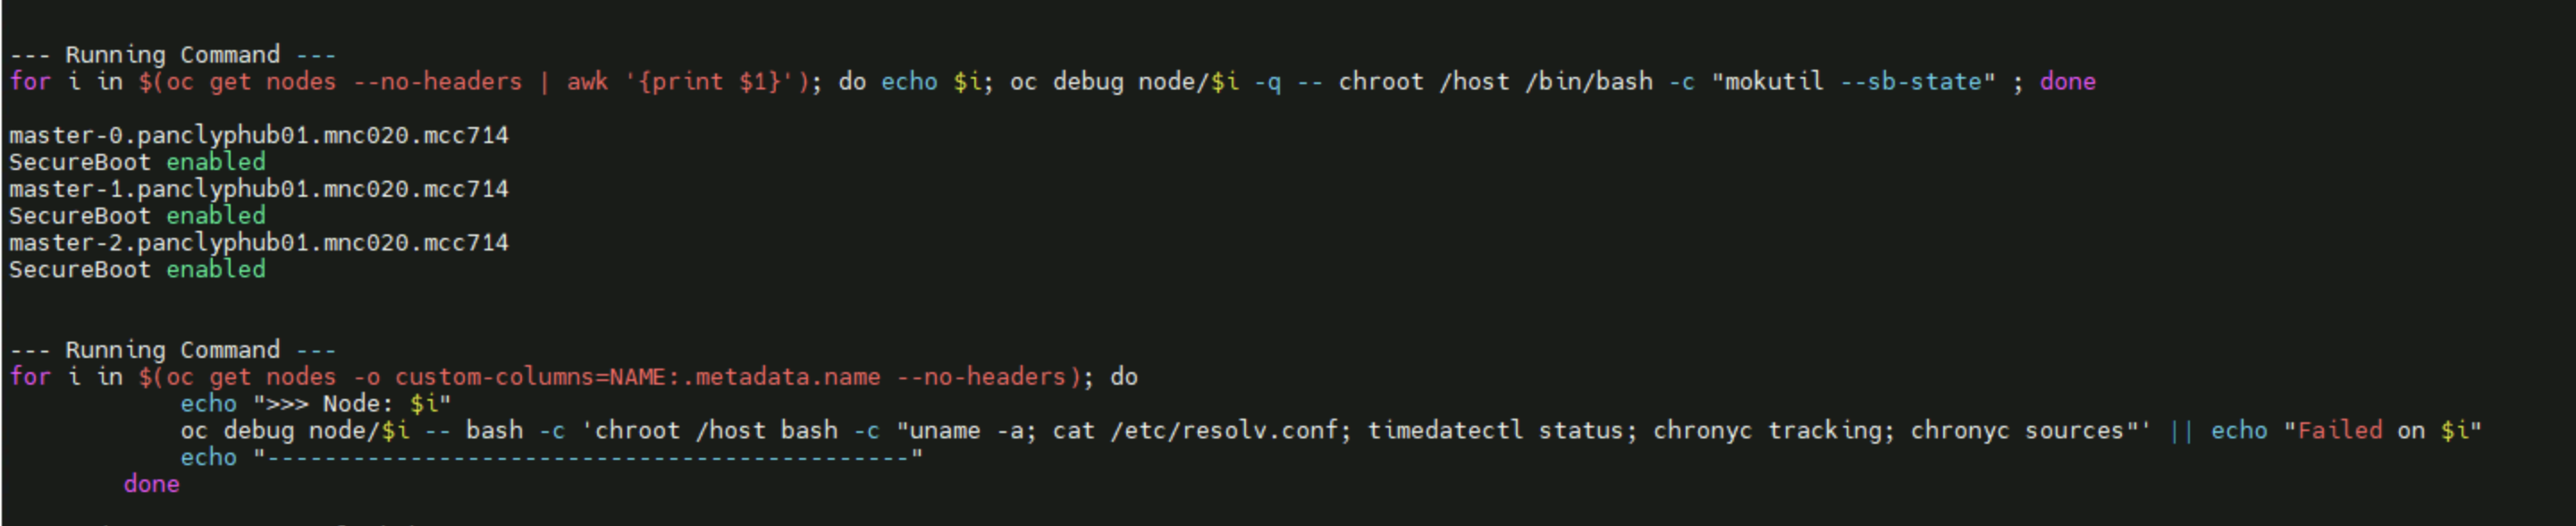 --- Running Command ---
for i in $(oc get nodes --no-headers | awk '{print $1}'); do echo $i; oc debug node/$i -q -- chroot /host /bin/bash -c "mokutil --sb-state" ; done
master-0.panclyphub01.mnc020.mcc714
SecureBoot enabled
master-1.panclyphub01.mnc020.mcc714
SecureBoot enabled
master-2.panclyphub01.mnc020.mcc714
SecureBoot enabled
--- Running Command ---
for i in $(oc get nodes -o custom-columns=NAME:.metadata.name --no-headers); do
echo ">>> Node: $i"
oc debug node/$i -- bash -c 'chroot /host bash -c "uname -a; cat /etc/resolv.conf; timedatectl status; chronyc tracking; chronyc sources"' || echo "Failed on $i"
echo "---------------------------------------------"
done